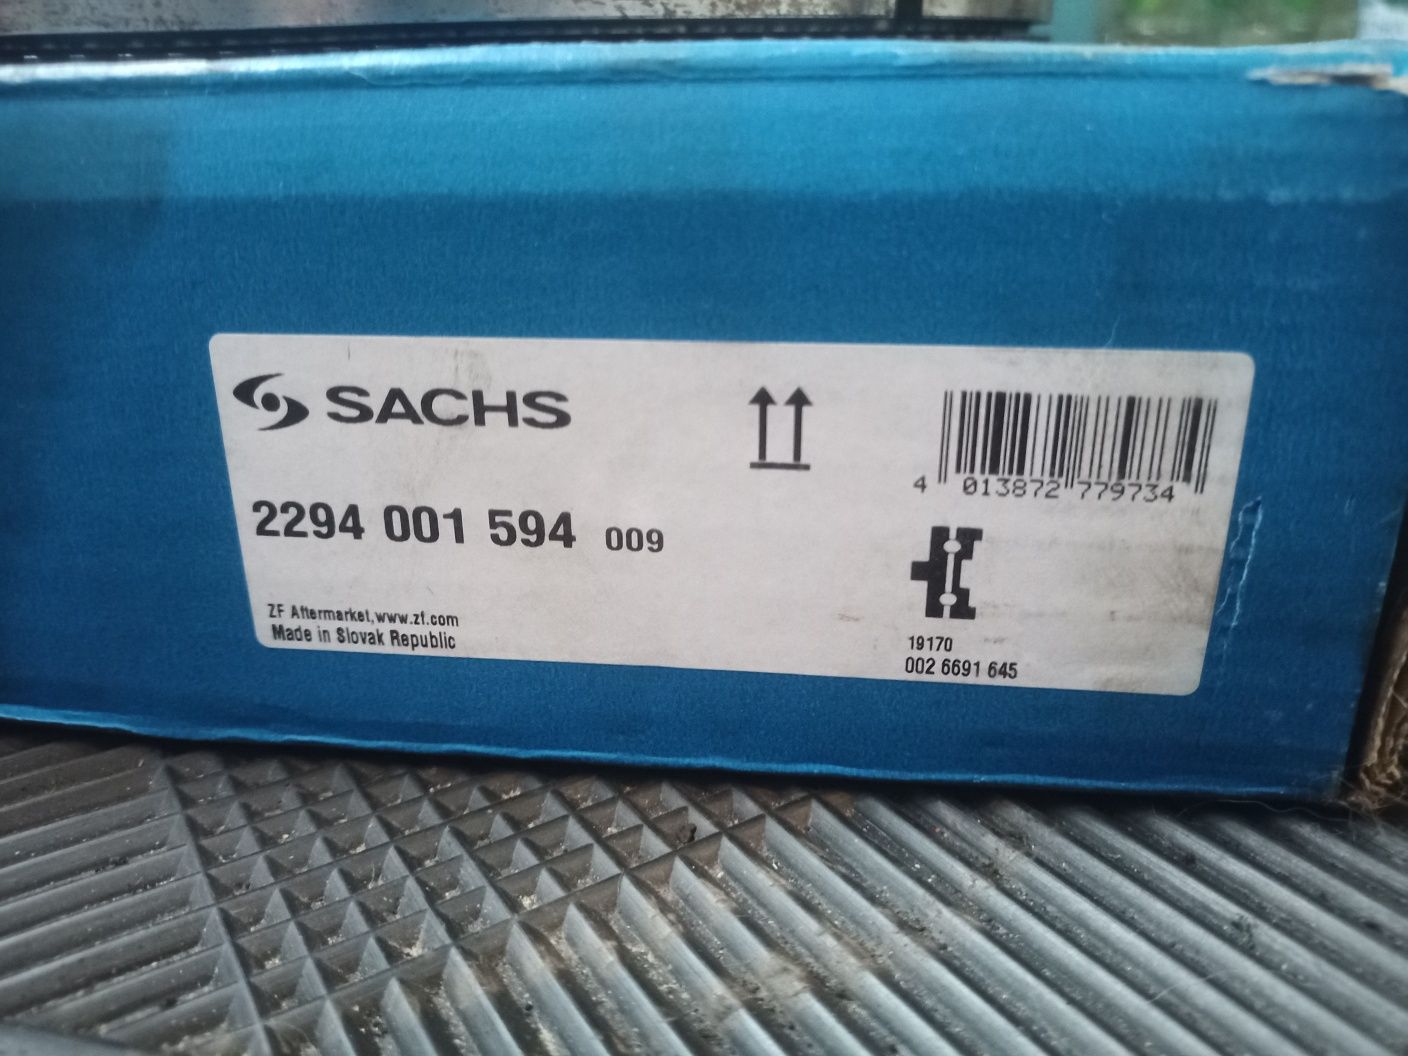 SACHS
4 013872 779734
2294 001 594 009
ZF Aftermarket,www.zf.com
Made in Slovak Republic
19170
002 6691 645